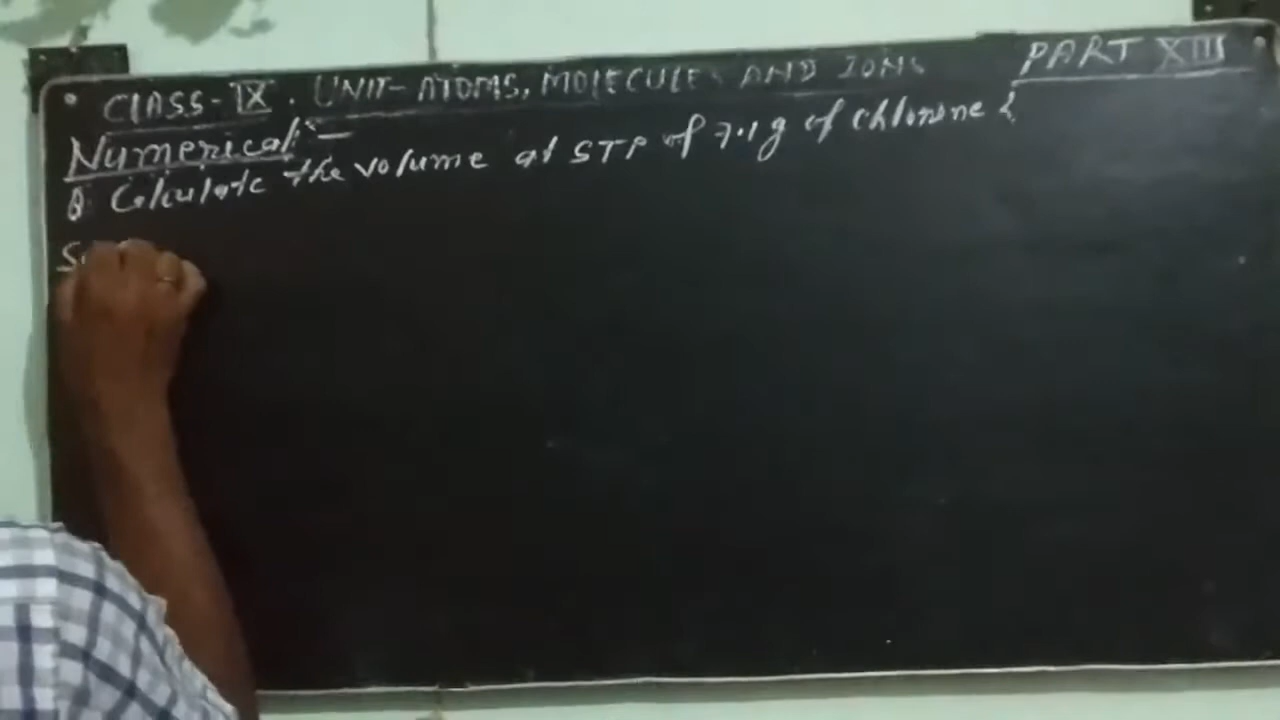 CLASS-IX. UNIT-ATOMS, MOLECULES AND IONS
PART XIII
Numerical:-
Q Calculate the volume at STP of 7.1g of chlorine?